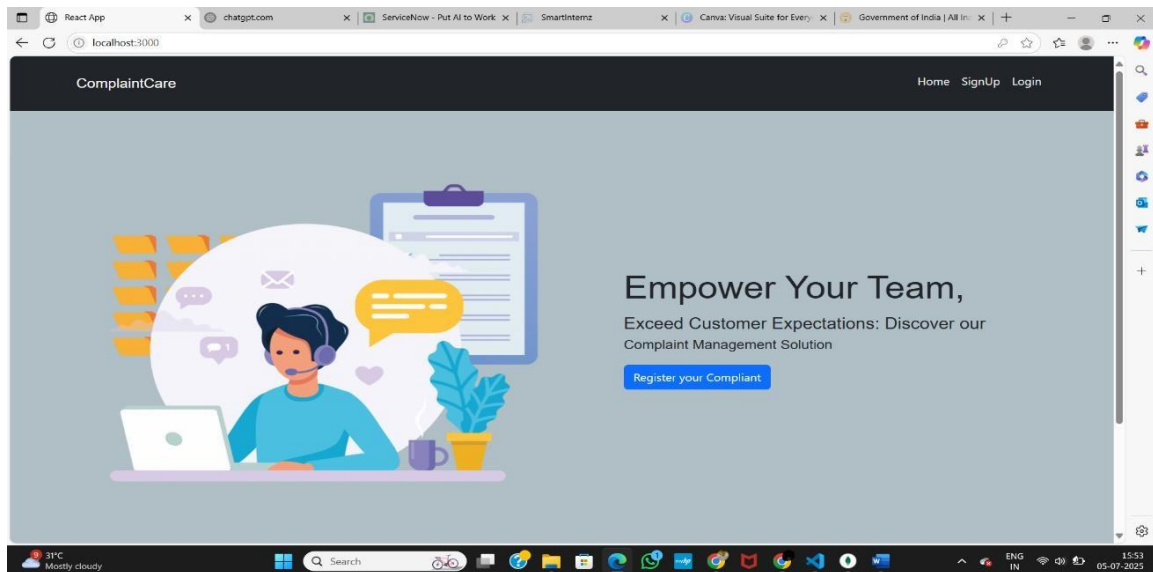 React App
chatgpt.com
ServiceNow - Put AI to Work
SmartInternz
Canva: Visual Suite for Every
Government of India | All In
localhost:3000
ComplaintCare
Home SignUp Login
Empower Your Team,
Exceed Customer Expectations: Discover our
Complaint Management Solution
Register your Compliant
1
9
31°C
Mostly cloudy
Search
ENG
IN
15:53
05-07-2025